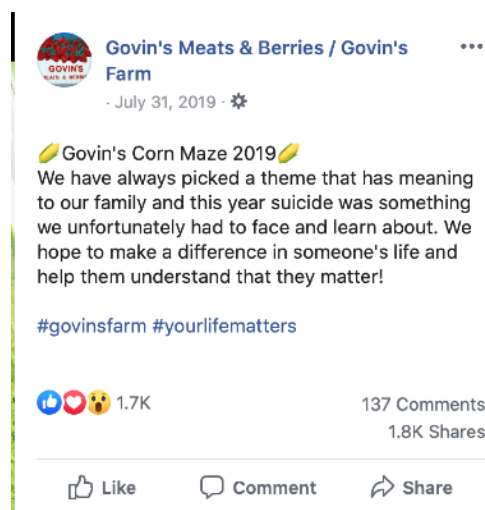 GOVINS
Govin's Meats & Berries / Govin's
Farm
· July 31, 2019 ·
🌽Govin's Corn Maze 2019🌽
We have always picked a theme that has meaning
to our family and this year suicide was something
we unfortunately had to face and learn about. We
hope to make a difference in someone's life and
help them understand that they matter!
#govinsfarm #yourlifematters
1.7K
137 Comments
1.8K Shares
Like Comment Share